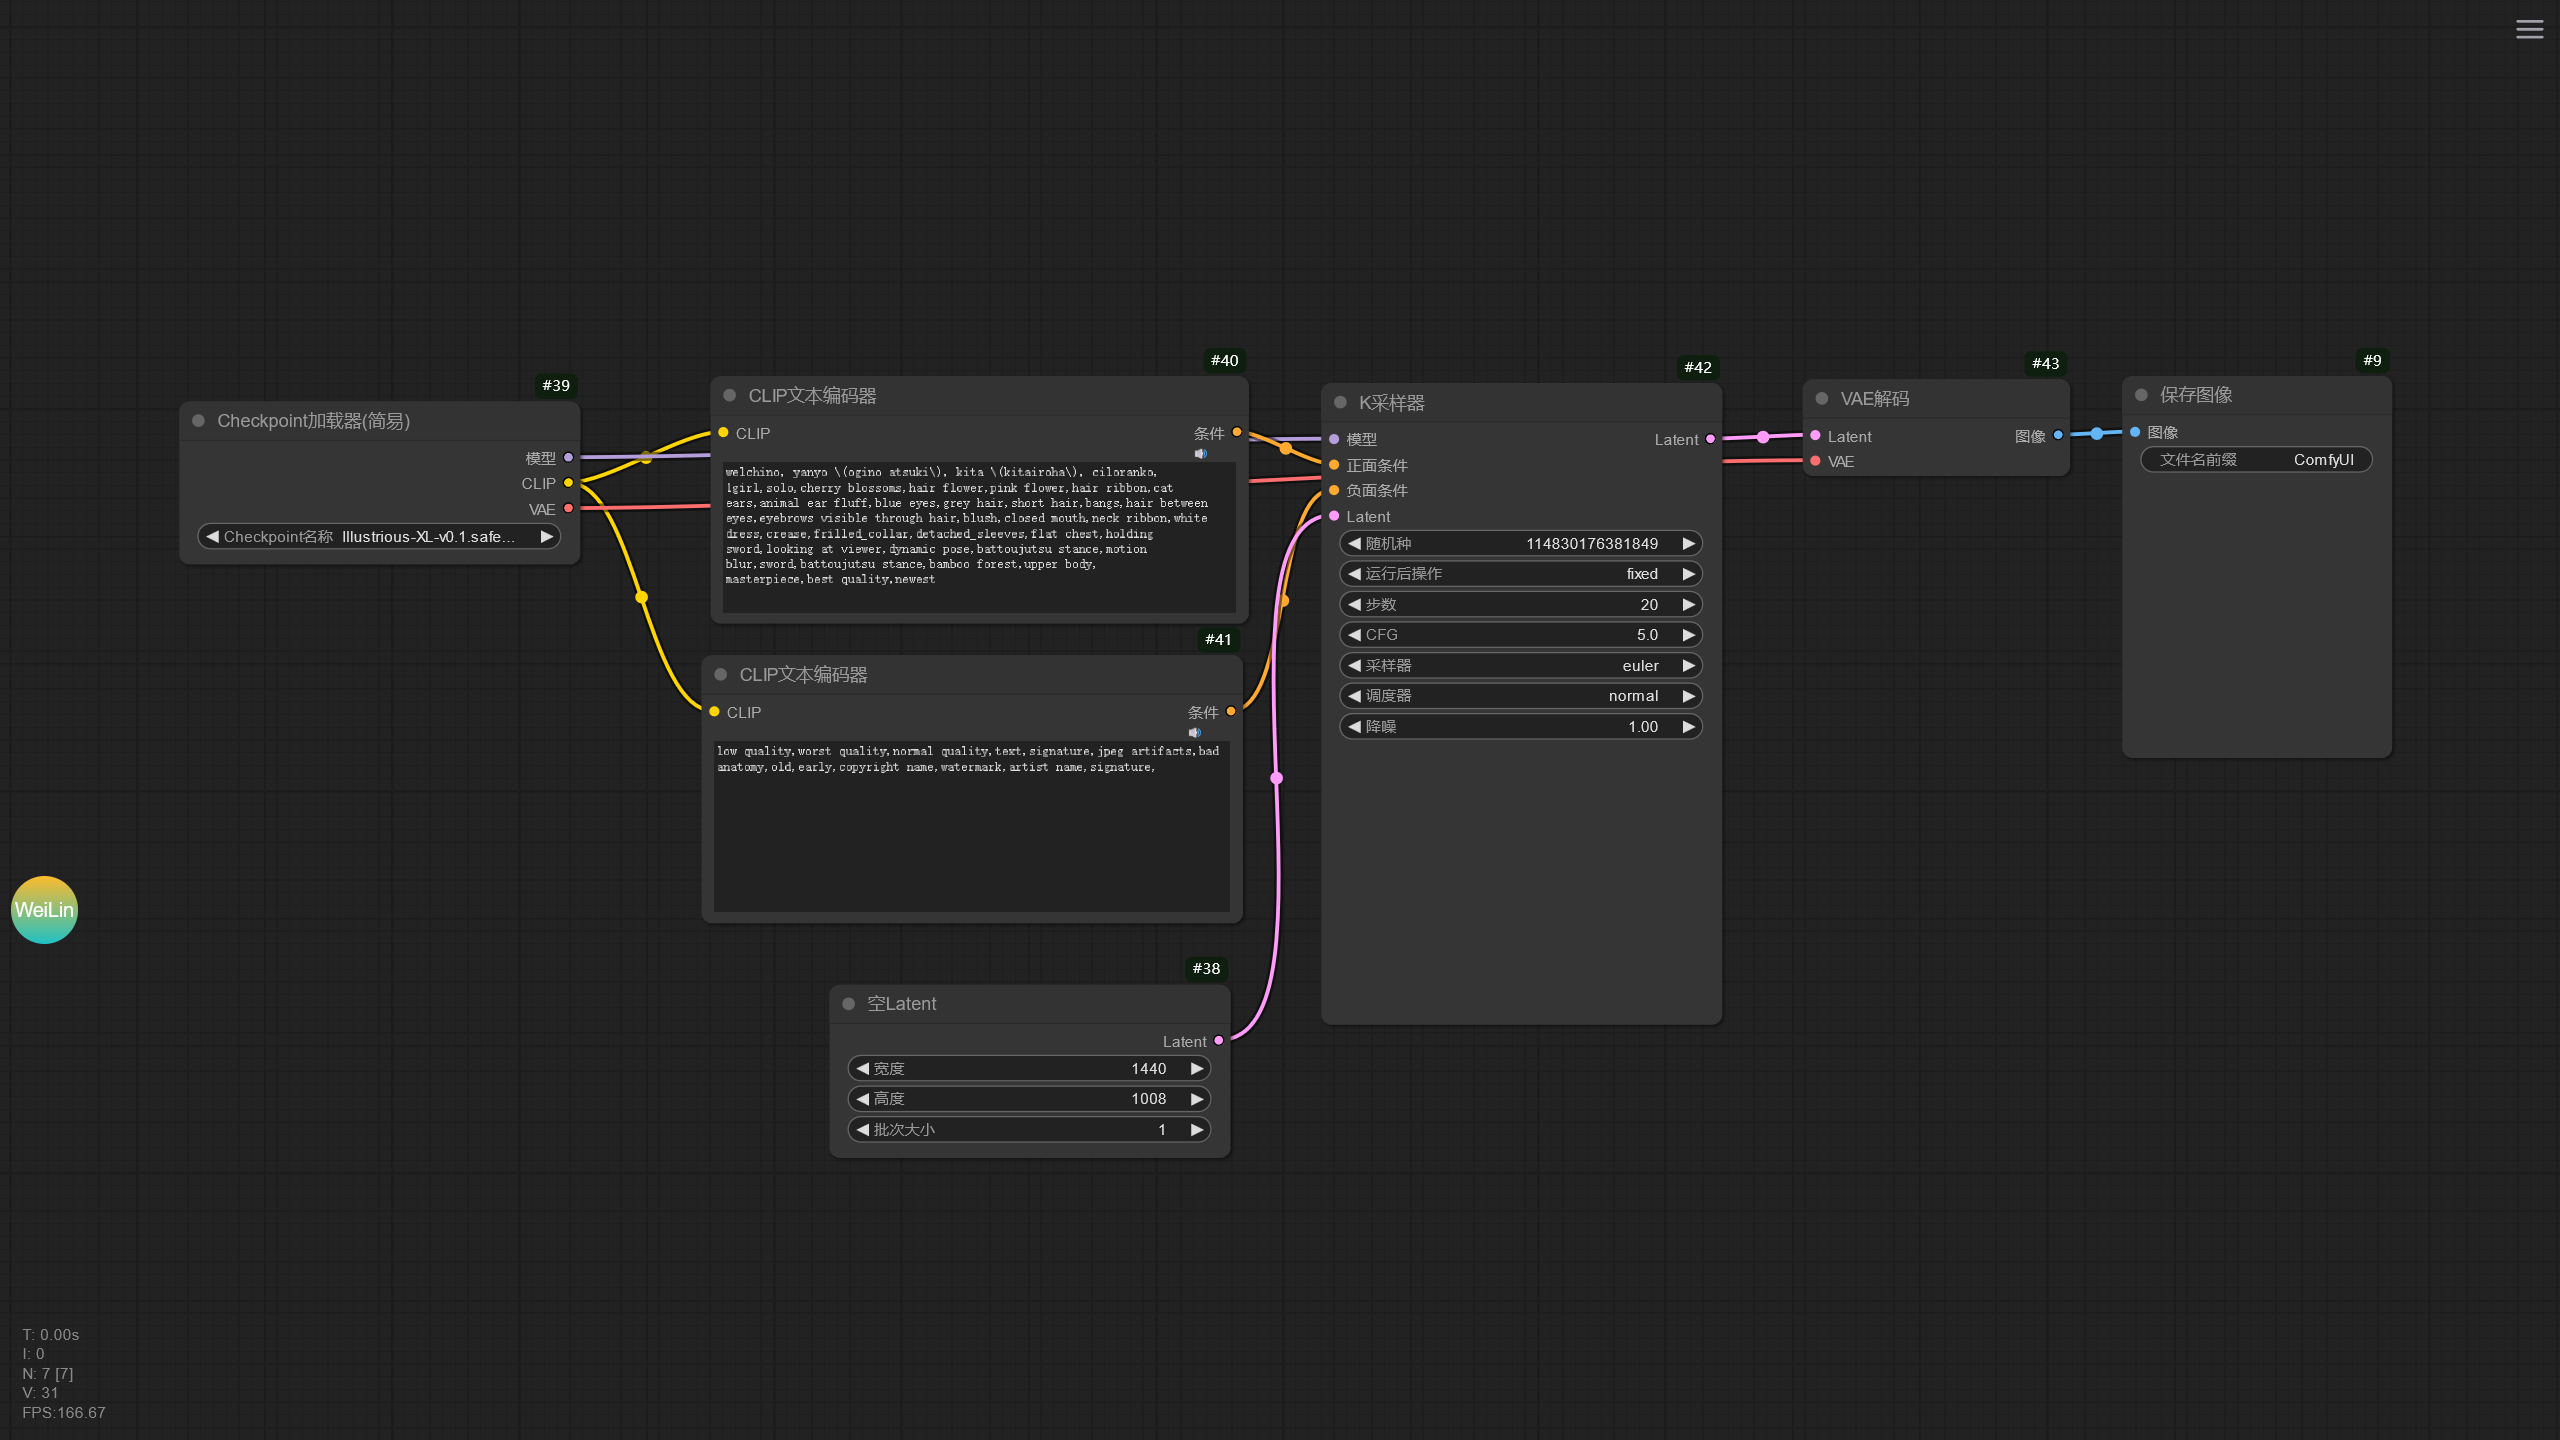 #39
Checkpoint加载器(简易)
模型
CLIP
VAE
Checkpoint名称 Illustrious-XL-v0.1.safe...
#40
CLIP文本编码器
CLIP
条件
welchino, yanyo \(ogino atsuki\), kita \(kitairoha\), ciloranko,
1girl,solo,cherry blossoms,hair flower,pink flower,hair ribbon,cat
ears,animal ear fluff,blue eyes,grey hair,short hair,bangs,hair between
eyes,eyebrows visible through hair,blush,closed mouth,neck ribbon,white
dress,crease,frilled_collar,detached_sleeves,flat chest,holding
sword,looking at viewer,dynamic pose,battoujutsu stance,motion
blur,sword,battoujutsu stance,bamboo forest,upper body,
masterpiece,best quality,newest
#41
CLIP文本编码器
CLIP
条件
low quality,worst quality,normal quality,text,signature,jpeg artifacts,bad
anatomy,old,early,copyright name,watermark,artist name,signature,
#38
空Latent
Latent
宽度 1440
高度 1008
批次大小 1
#42
K采样器
模型
Latent
正面条件
负面条件
Latent
随机种 114830176381849
运行后操作 fixed
步数 20
CFG 5.0
采样器 euler
调度器 normal
降噪 1.00
#43
VAE解码
Latent
图像
VAE
#9
保存图像
图像
文件名前缀 ComfyUI
WeiLin
T: 0.00s
I: 0
N: 7 [7]
V: 31
FPS:166.67